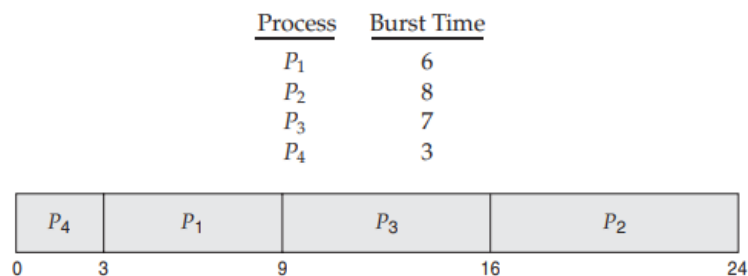 Process Burst Time
P1 6
P2 8
P3 7
P4 3
P4 P1 P3 P2
0 3 9 16 24